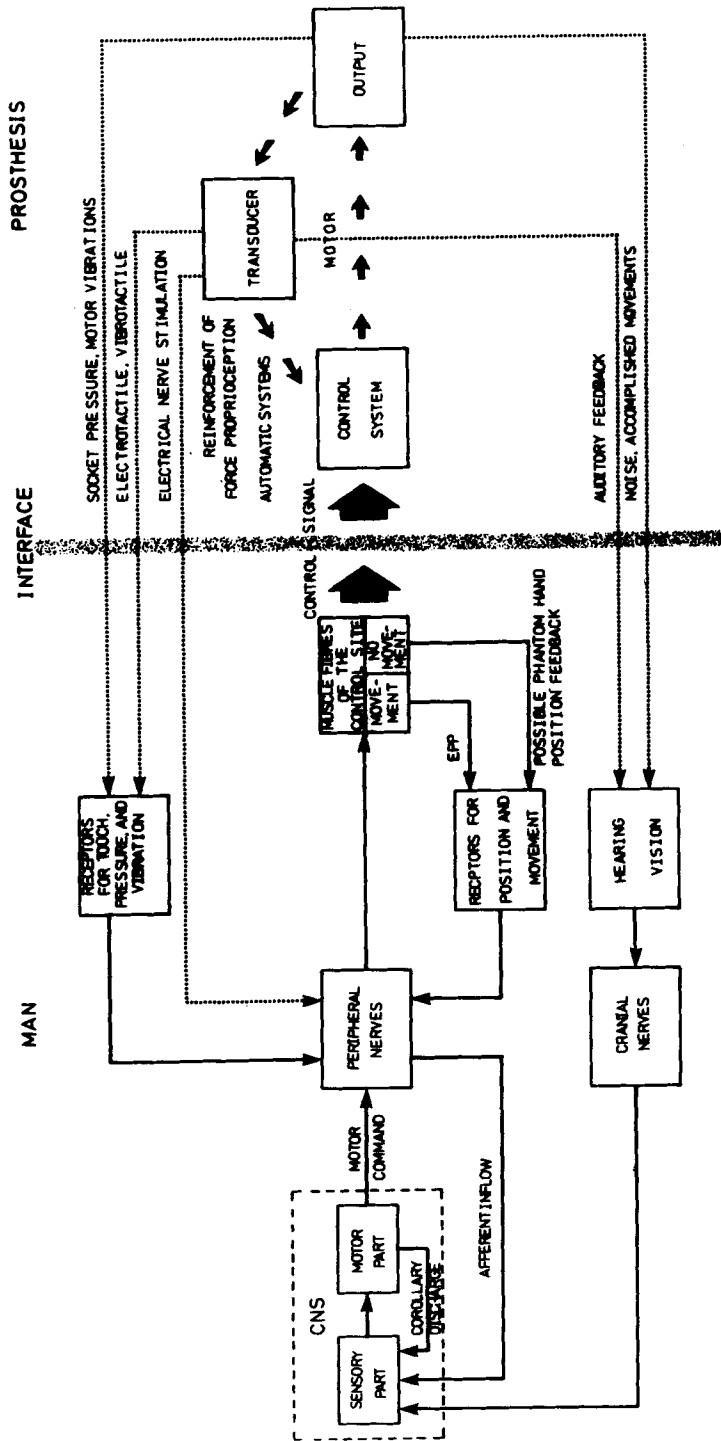 MAN
INTERFACE
PROSTHESIS
SOCKET PRESSURE, MOTOR VIBRATIONS
ELECTROTACTILE, VIBROTACTILE
ELECTRICAL NERVE STIMULATION
RECEPTORS
FOR TOUCH,
PRESSURE, AND
VIBRATION
REINFORCEMENT OF
FORCE PROPRIOCEPTION
AUTOMATIC SYSTEMS
TRANSDUCER
CNS
SENSORY
PART
MOTOR
PART
COROLLARY
DISCHARGE
MOTOR
COMMAND
PERIPHERAL
NERVES
MUSCLE FIBRES
OF THE
CONTROL SITE
MOVE-
MENT
NO
MOVE-
MENT
CONTROL SIGNAL
CONTROL
SYSTEM
MOTOR
OUTPUT
AFFERENT INFLOW
EPP
RECPTORS FOR
POSITION AND
MOVEMENT
POSSIBLE PHANTOM HAND
POSITION FEEDBACK
AUDITORY FEEDBACK
NOISE, ACCOMPLISHED MOVEMENTS
CRANIAL
NERVES
HEARING
VISION